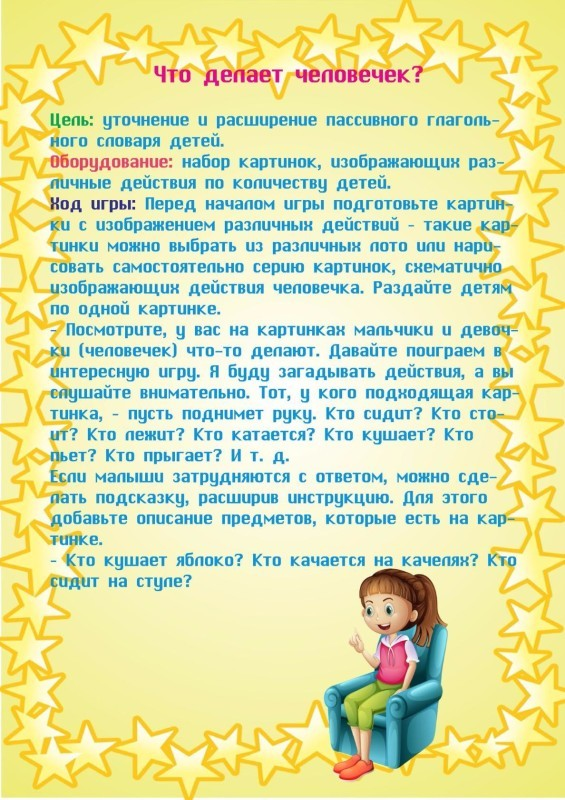 Что делает человечек?
Цель: уточнение и расширение пассивного глаголь-
ного словаря детей.
Оборудование: набор картинок, изображающих раз-
личные действия по количеству детей.
Ход игры: Перед началом игры подготовьте картин-
ки с изображением различных действий - такие кар-
тинки можно выбрать из различных лото или нари-
совать самостоятельно серию картинок, схематично
изображающих действия человечка. Раздайте детям
по одной картинке.
- Посмотрите, у вас на картинках мальчики и девоч-
ки (человечек) что-то делают. Давайте поиграем в
интересную игру. Я буду загадывать действия, а вы
слушайте внимательно. Тот, у кого подходящая кар-
тинка, - пусть поднимет руку. Кто сидит? Кто сто-
ит? Кто лежит? Кто катается? Кто кушает? Кто
пьет? Кто прыгает? И т. д.
Если малыши затрудняются с ответом, можно сде-
лать подсказку, расширив инструкцию. Для этого
добавьте описание предметов, которые есть на кар-
тинке.
- Кто кушает яблоко? Кто качается на качелях? Кто
сидит на стуле?